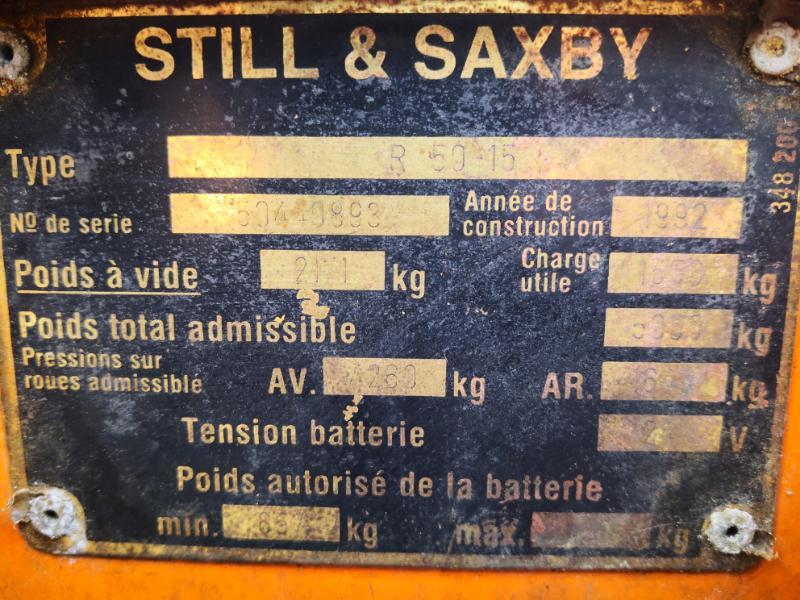 STILL & SAXBY
Type R 50-15
348 200
Nº de serie Année de construction 1992
Poids à vide kg Charge utile kg
Poids total admissible kg
Pressions sur roues admissible AV. kg AR. kg
Tension batterie V
Poids autorisé de la batterie
min. kg max. kg